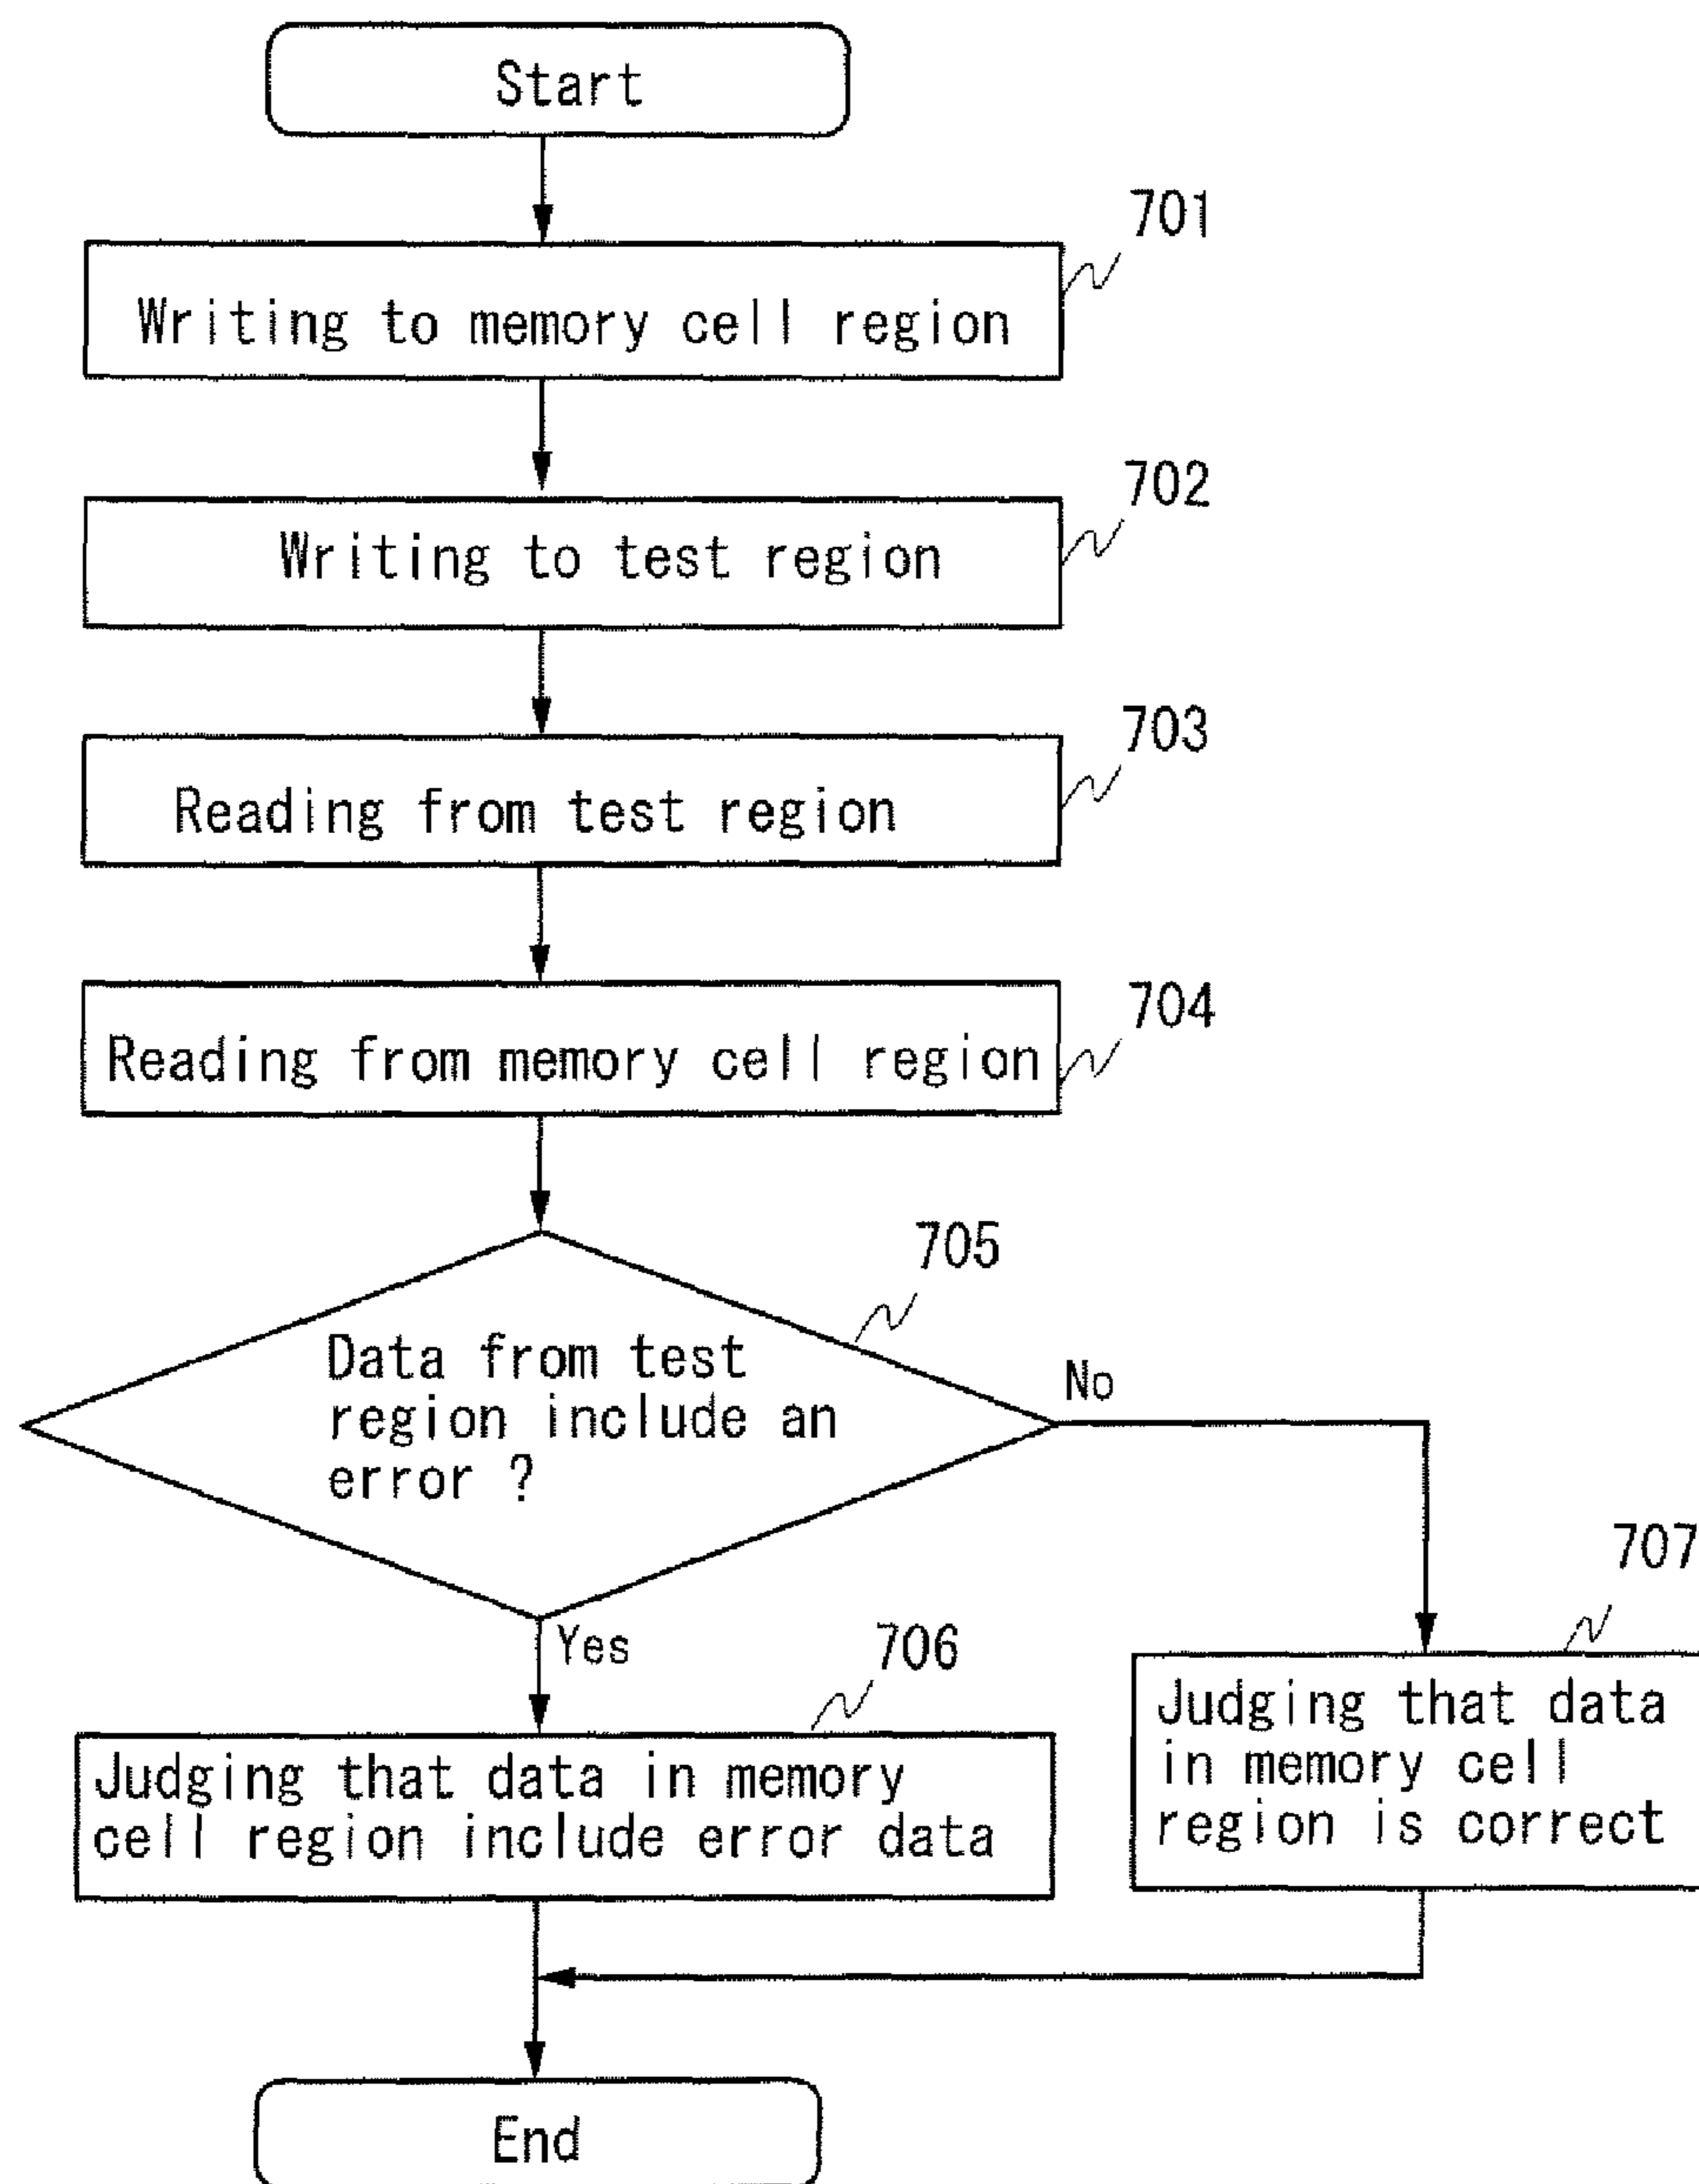 Start
701
Writing to memory cell region
702
Writing to test region
703
Reading from test region
704
Reading from memory cell region
705
Data from test
region include an
error ?
No
Yes
706
Judging that data in memory
cell region include error data
707
Judging that data
in memory cell
region is correct
End